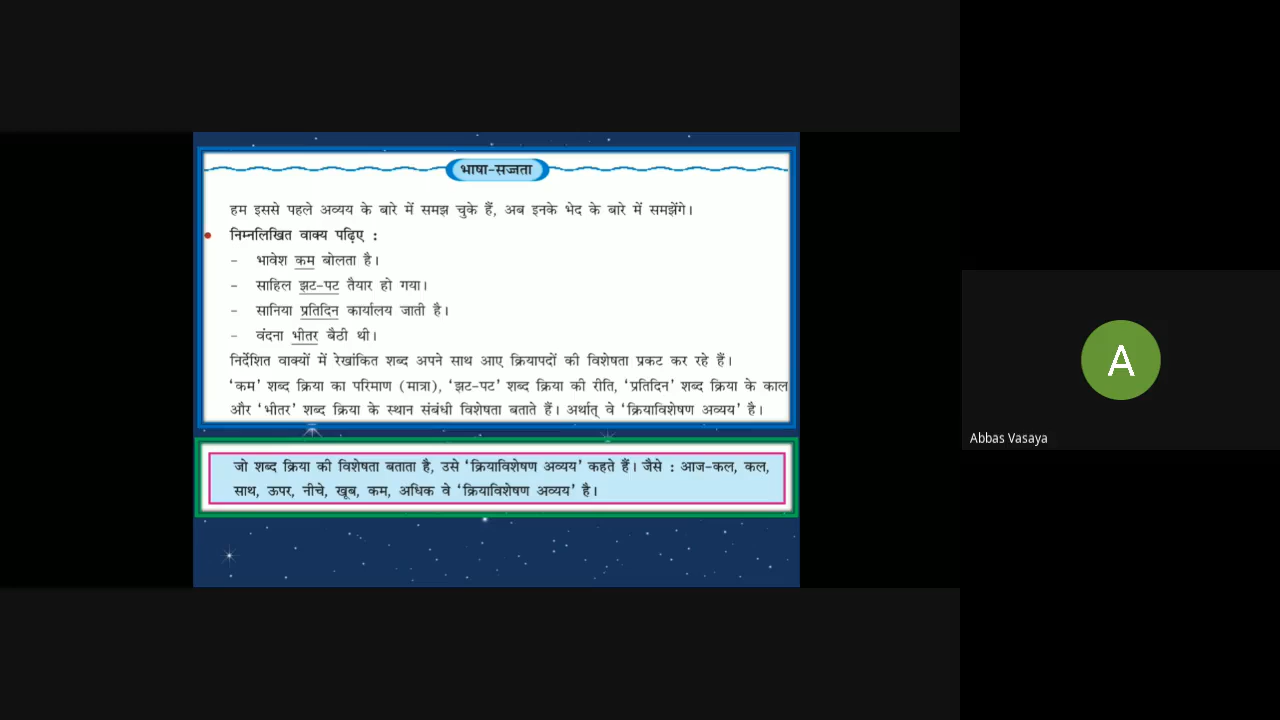 भाषा-सज्जता
हम इससे पहले अव्यय के बारे में समझ चुके हैं, अब इनके भेद के बारे में समझेंगे।
निम्नलिखित वाक्य पढ़िए :
- भावेश कम बोलता है।
- साहिल झट-पट तैयार हो गया।
- सानिया प्रतिदिन कार्यालय जाती है।
- वंदना भीतर बैठी थी।
निर्देशित वाक्यों में रेखांकित शब्द अपने साथ आए क्रियापदों की विशेषता प्रकट कर रहे हैं।
‘कम’ शब्द क्रिया का परिमाण (मात्रा), ‘झट-पट’ शब्द क्रिया की रीति, ‘प्रतिदिन’ शब्द क्रिया के काल
और ‘भीतर’ शब्द क्रिया के स्थान संबंधी विशेषता बताते हैं। अर्थात् वे ‘क्रियाविशेषण अव्यय’ है।
जो शब्द क्रिया की विशेषता बताता है, उसे ‘क्रियाविशेषण अव्यय’ कहते हैं। जैसे : आज-कल, कल,
साथ, ऊपर, नीचे, खूब, कम, अधिक वे ‘क्रियाविशेषण अव्यय’ है।
A
Abbas Vasaya